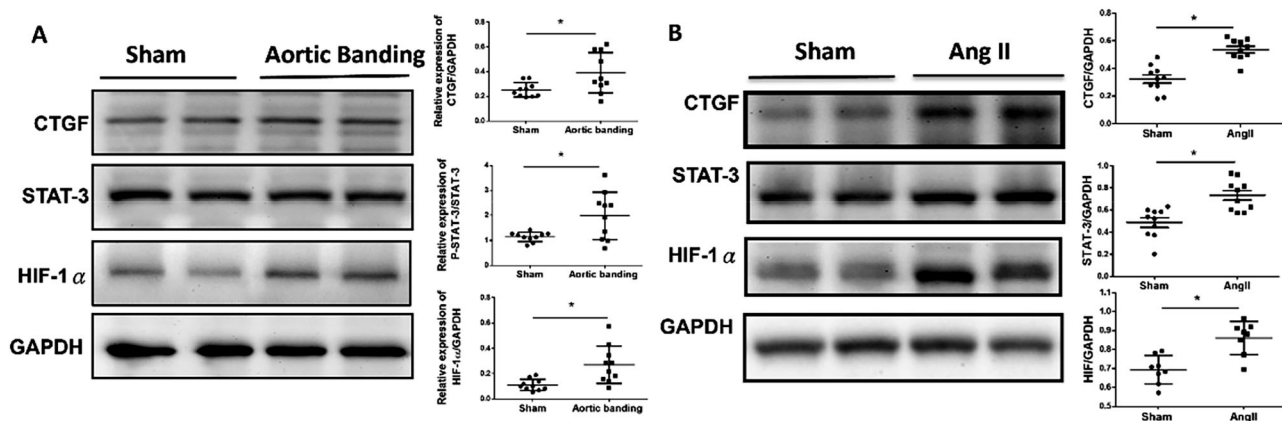 A
Sham Aortic Banding
CTGF
STAT-3
HIF-1α
GAPDH
Relative expression of
CTGF/GAPDH
0.8
0.6
0.4
0.2
0.0
*
Sham Aortic banding
Relative expression of
P-STAT-3/STAT-3
4
3
2
1
0
*
Sham Aortic banding
Relative expression of
HIF-1α/GAPDH
0.8
0.6
0.4
0.2
0.0
*
Sham Aortic banding
B
Sham Ang II
CTGF
STAT-3
HIF-1α
GAPDH
CTGF/GAPDH
0.8
0.6
0.4
0.2
0.0
*
Sham AngII
STAT-3/GAPDH
1.0
0.8
0.6
0.4
0.2
0.0
*
Sham AngII
HIF/GAPDH
1.1
1.0
0.9
0.8
0.7
0.6
0.5
*
Sham AngII